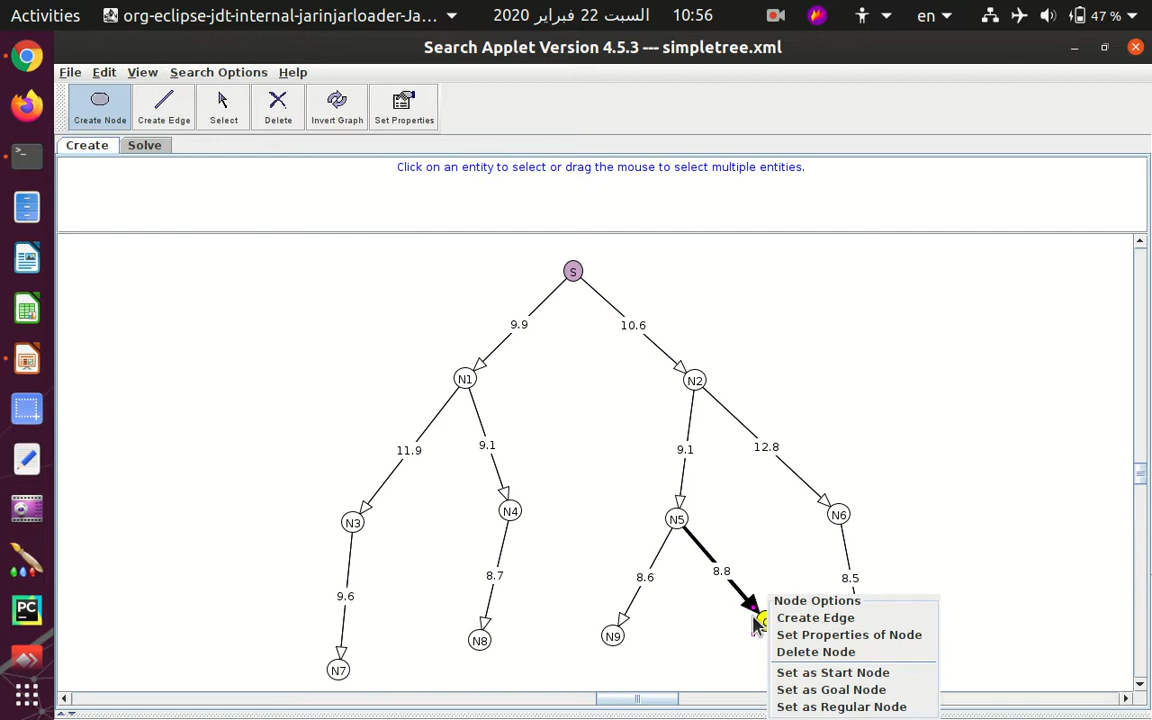 Activities
org-eclipse-jdt-internal-jarinjarloader-Ja...
السبت 22 فبراير 2020
10:56
en
47 %
Search Applet Version 4.5.3 --- simpletree.xml
File Edit View Search Options Help
Create Node
Create Edge
Select
Delete
Invert Graph
Set Properties
Create
Solve
Click on an entity to select or drag the mouse to select multiple entities.
S
9.9
10.6
N1
N2
11.9
9.1
9.1
12.8
N3
N4
N5
N6
9.6
8.7
8.6
8.8
8.5
N7
N8
N9
Node Options
Create Edge
Set Properties of Node
Delete Node
Set as Start Node
Set as Goal Node
Set as Regular Node
PC